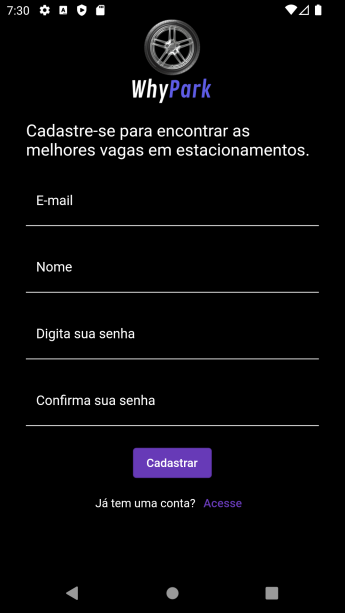 7:30
WhyPark
Cadastre-se para encontrar as
melhores vagas em estacionamentos.
E-mail
Nome
Digita sua senha
Confirma sua senha
Cadastrar
Já tem uma conta? Acesse